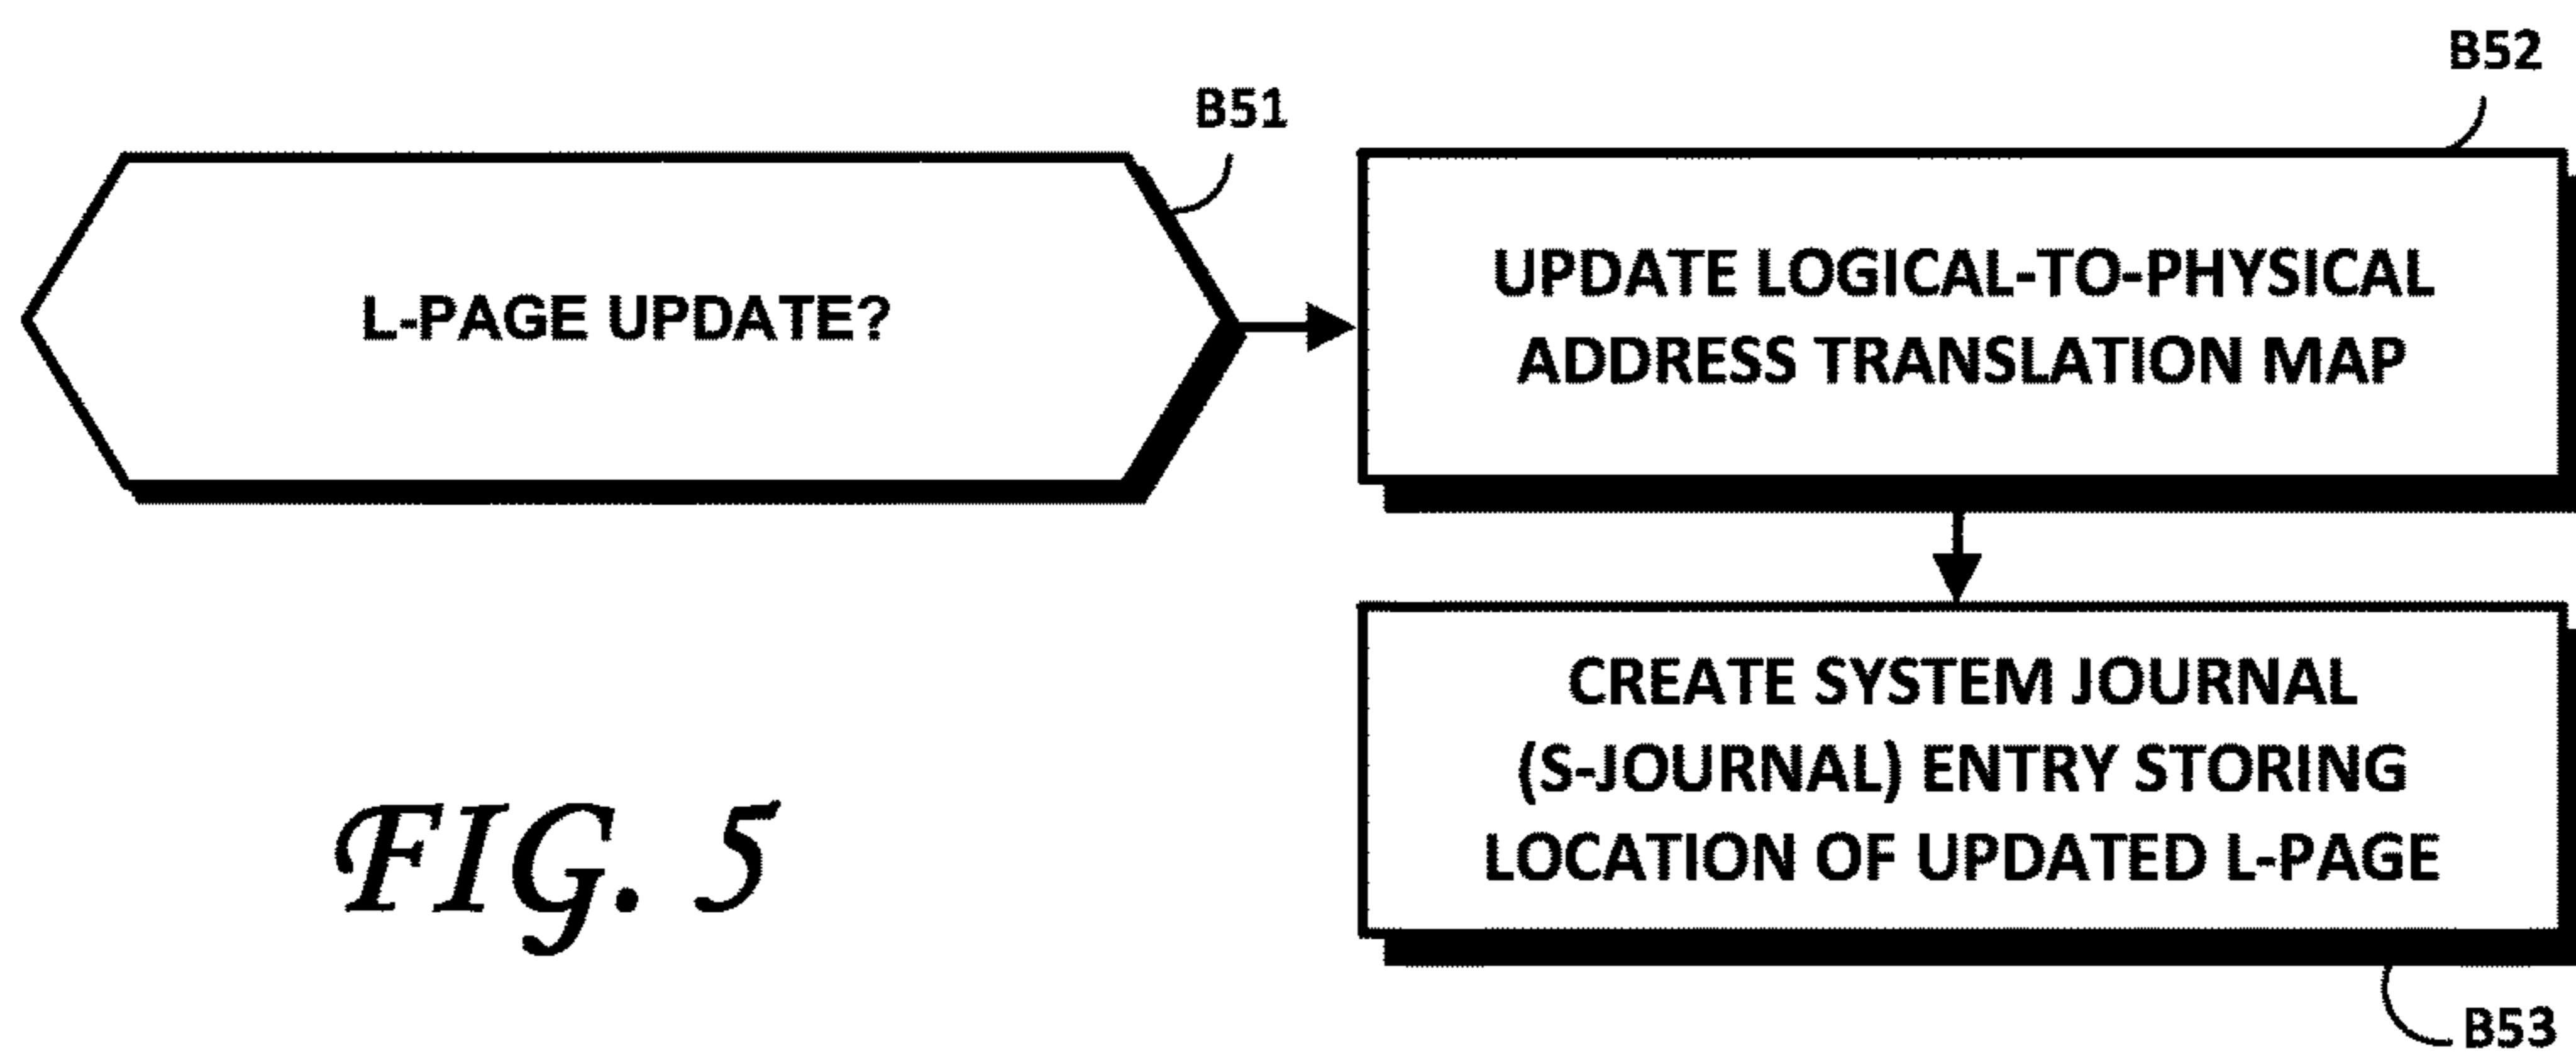 B51
B52
L-PAGE UPDATE?
UPDATE LOGICAL-TO-PHYSICAL
ADDRESS TRANSLATION MAP
CREATE SYSTEM JOURNAL
(S-JOURNAL) ENTRY STORING
LOCATION OF UPDATED L-PAGE
B53
FIG. 5